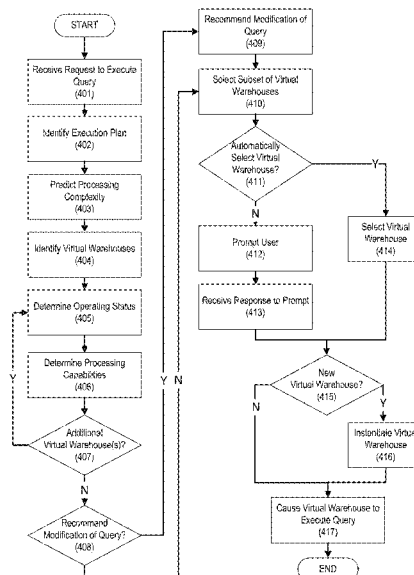 START
Receive Request to Execute
Query
(401)
Identify Execution Plan
(402)
Predict Processing
Complexity
(403)
Identify Virtual Warehouses
(404)
Determine Operating Status
(405)
Determine Processing
Capabilities
(406)
Additional
Virtual Warehouse(s)?
(407)
Y
N
Recommend
Modification of Query?
(408)
Y
N
Recommend Modification of
Query
(409)
Select Subset of Virtual
Warehouses
(410)
Automatically
Select Virtual
Warehouse?
(411)
Y
N
Prompt User
(412)
Receive Response to Prompt
(413)
Select Virtual
Warehouse
(414)
New
Virtual Warehouse?
(415)
N
Y
Instantiate Virtual
Warehouse
(416)
Cause Virtual Warehouse to
Execute Query
(417)
END